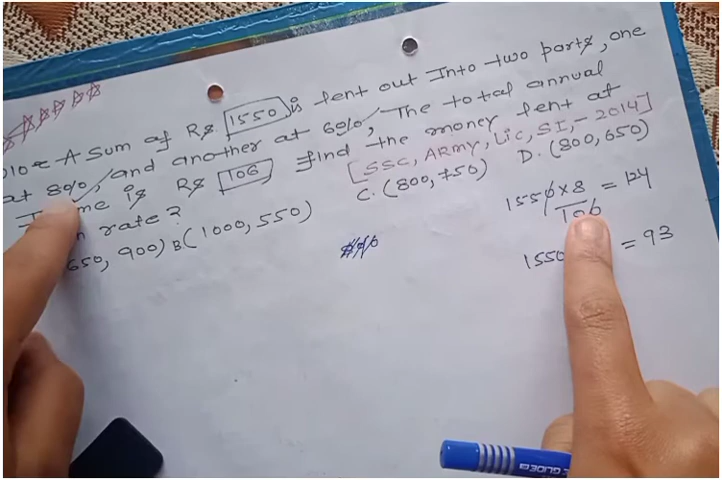 A Sum of Rs. 1550 is lent out Into two parts, one
at 8%, and another at 6%, The total annual
me is Rs 106 find the money lent at
rate?
[SSC, ARMY, Lic, SI, - 2014]
650, 900) B(1000, 550) C. (800, 750) D. (800, 650)
1550×8 = 124
100
1550 = 93